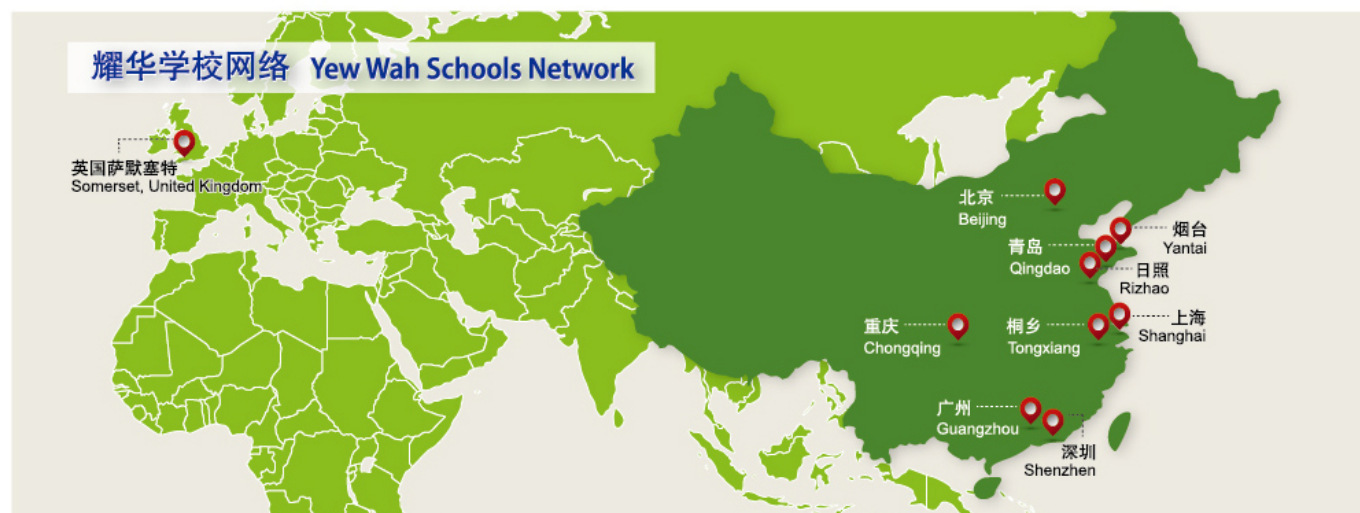 耀华学校网络 Yew Wah Schools Network
英国萨默塞特
Somerset, United Kingdom
北京
Beijing
烟台
Yantai
青岛
Qingdao
日照
Rizhao
重庆
Chongqing
桐乡
Tongxiang
上海
Shanghai
广州
Guangzhou
深圳
Shenzhen